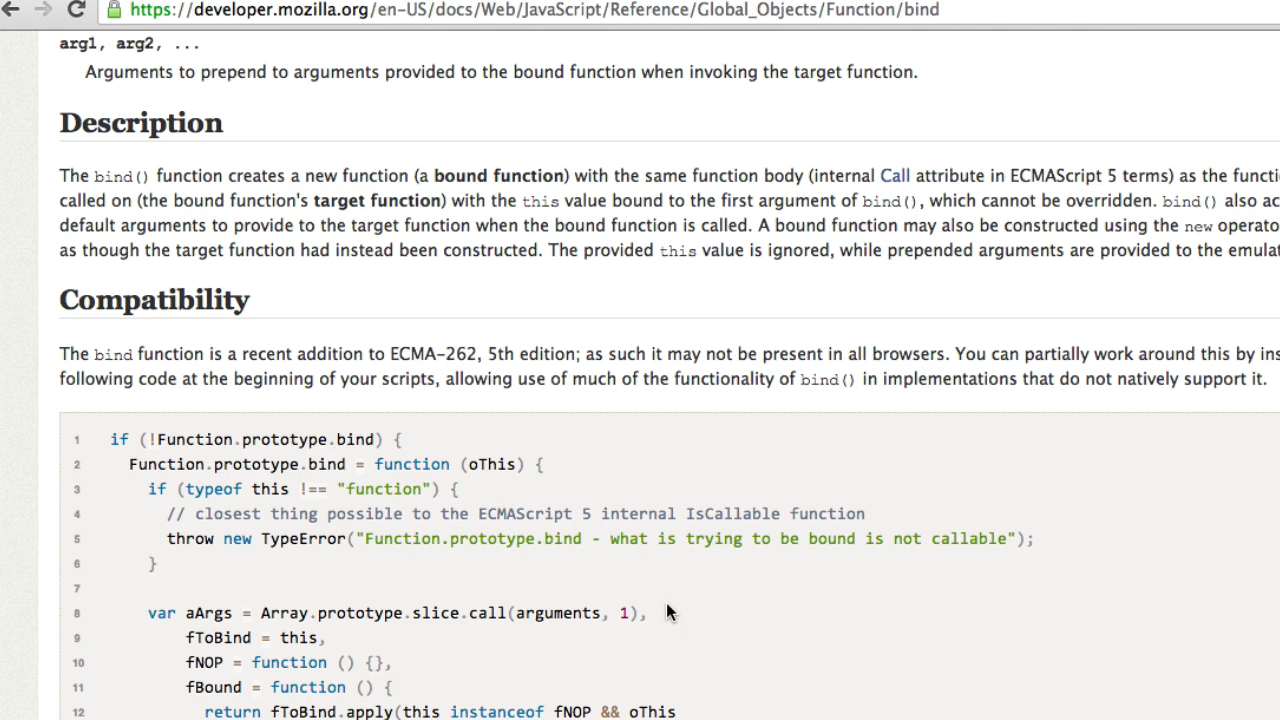 https://developer.mozilla.org/en-US/docs/Web/JavaScript/Reference/Global_Objects/Function/bind
arg1, arg2, ...
Arguments to prepend to arguments provided to the bound function when invoking the target function.
Description
The bind() function creates a new function (a bound function) with the same function body (internal Call attribute in ECMAScript 5 terms) as the functi
called on (the bound function's target function) with the this value bound to the first argument of bind(), which cannot be overridden. bind() also ac
default arguments to provide to the target function when the bound function is called. A bound function may also be constructed using the new operato
as though the target function had instead been constructed. The provided this value is ignored, while prepended arguments are provided to the emulat
Compatibility
The bind function is a recent addition to ECMA-262, 5th edition; as such it may not be present in all browsers. You can partially work around this by ins
following code at the beginning of your scripts, allowing use of much of the functionality of bind() in implementations that do not natively support it.
1 if (!Function.prototype.bind) {
2 Function.prototype.bind = function (oThis) {
3 if (typeof this !== "function") {
4 // closest thing possible to the ECMAScript 5 internal IsCallable function
5 throw new TypeError("Function.prototype.bind - what is trying to be bound is not callable");
6 }
7
8 var aArgs = Array.prototype.slice.call(arguments, 1),
9 fToBind = this,
10 fNOP = function () {},
11 fBound = function () {
12 return fToBind.apply(this instanceof fNOP && oThis